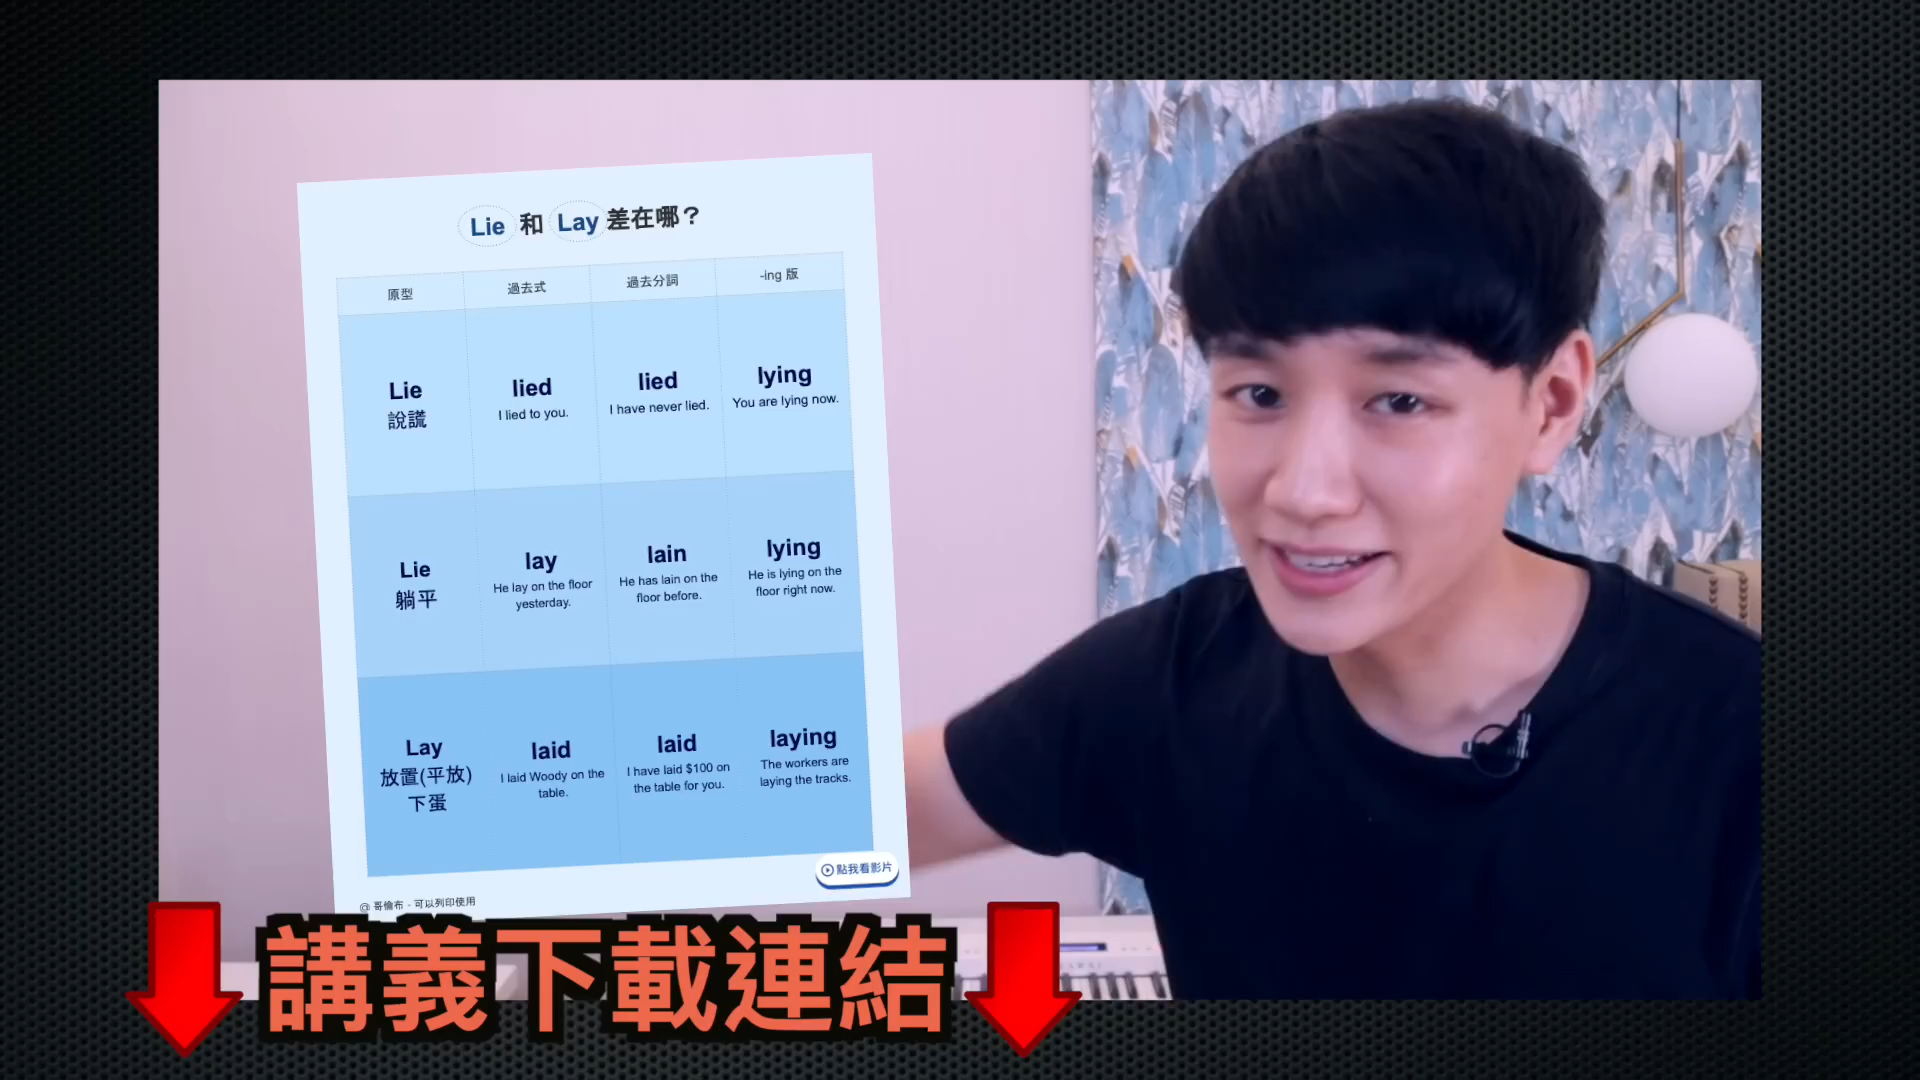 Lie 和 Lay 差在哪？
原型 過去式 過去分詞 -ing 版
Lie
說謊
lied
I lied to you.
lied
I have never lied.
lying
You are lying now.
Lie
躺平
lay
He lay on the floor
yesterday.
lain
He has lain on the
floor before.
lying
He is lying on the
floor right now.
Lay
放置(平放)
下蛋
laid
I laid Woody on the
table.
laid
I have laid $100 on
the table for you.
laying
The workers are
laying the tracks.
點我看影片
@ 哥倫布 - 可以列印使用
講義下載連結